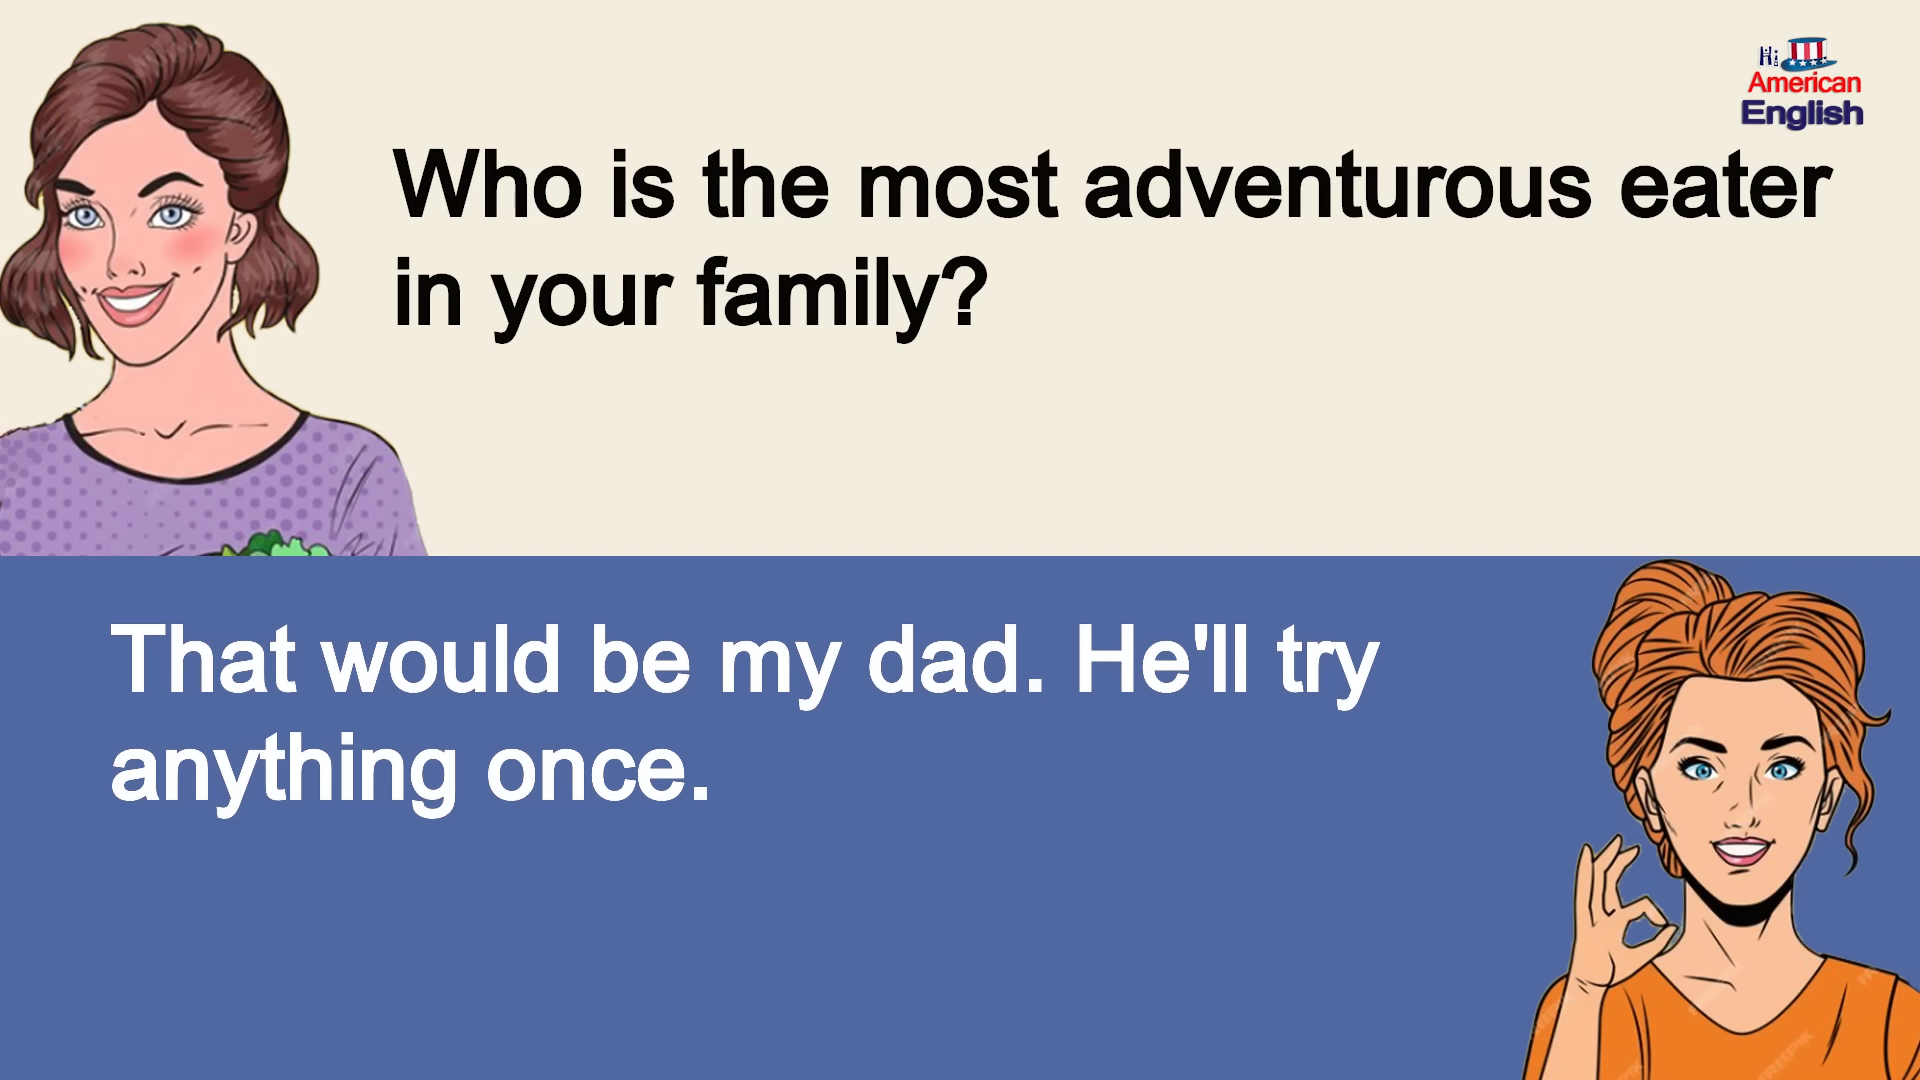 Hi
American
English
Who is the most adventurous eater
in your family?
That would be my dad. He'll try
anything once.